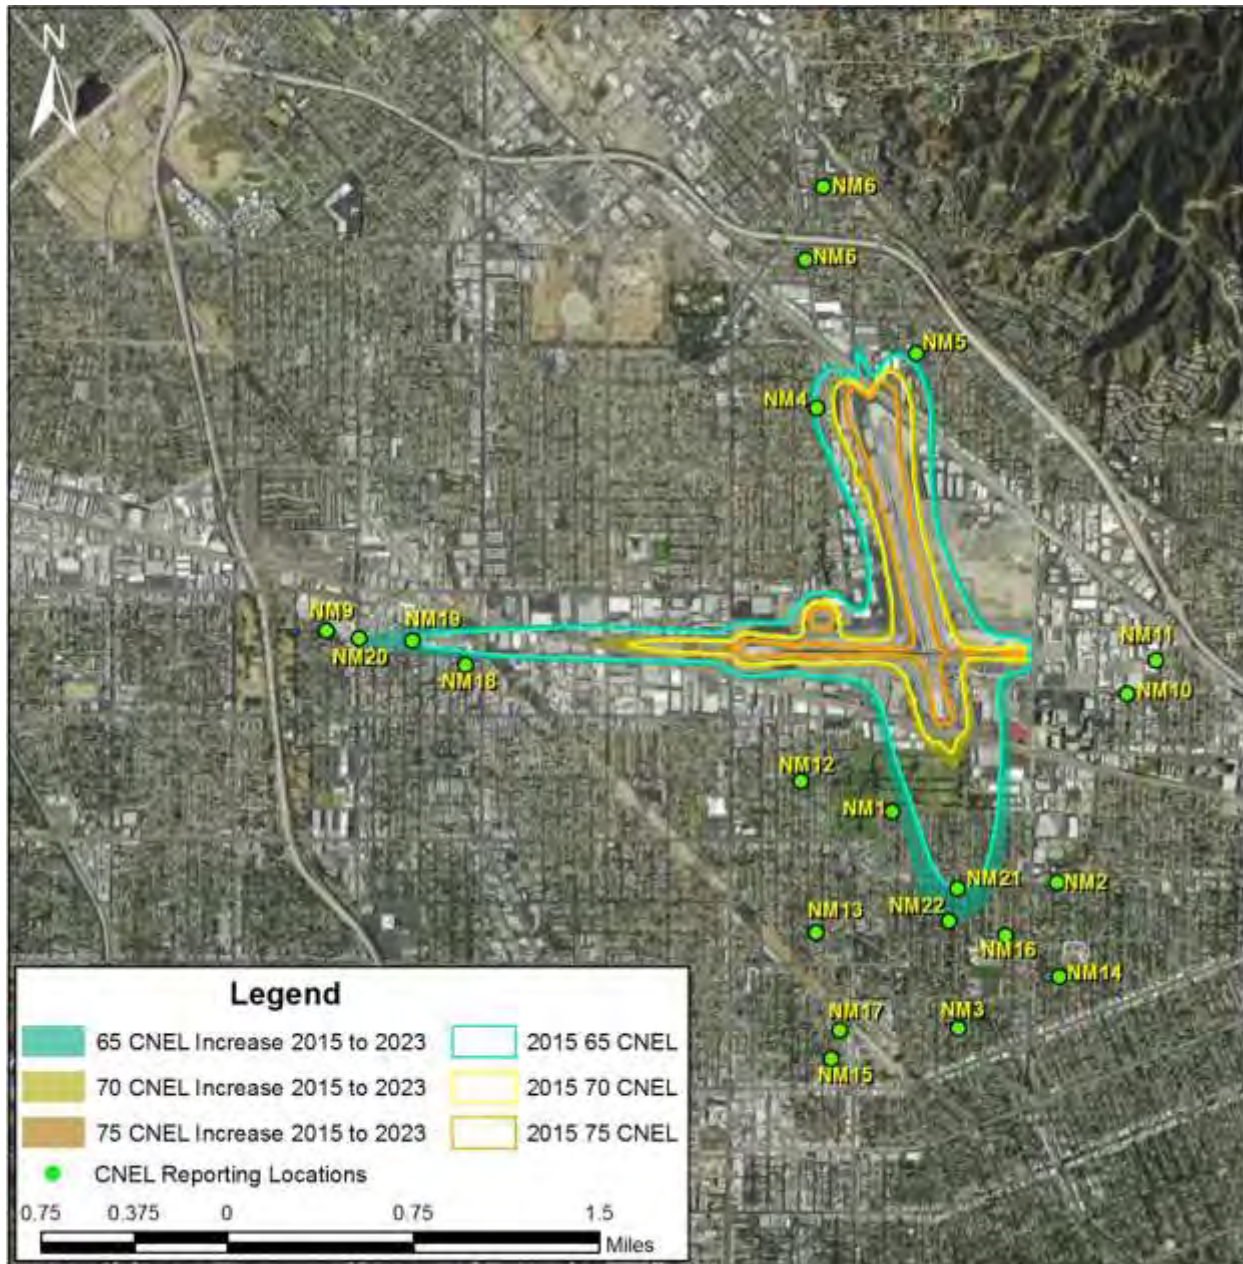 N
NM6
NM6
NM5
NM4
NM9
NM19
NM20
NM18
NM11
NM10
NM12
NM1
NM21
NM2
NM22
NM13
NM16
NM14
NM17
NM3
NM15
Legend
65 CNEL Increase 2015 to 2023
2015 65 CNEL
70 CNEL Increase 2015 to 2023
2015 70 CNEL
75 CNEL Increase 2015 to 2023
2015 75 CNEL
CNEL Reporting Locations
0.75 0.375 0 0.75 1.5
Miles